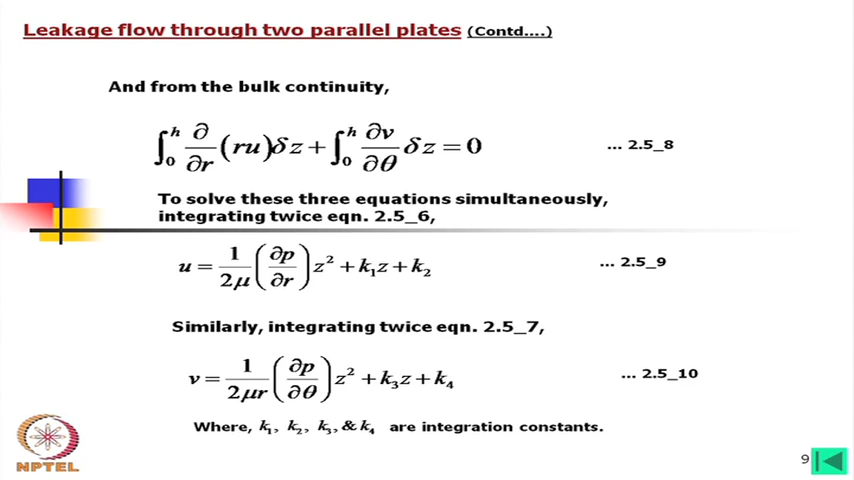 Leakage flow through two parallel plates (Contd....)
And from the bulk continuity,
∫₀ʰ ∂/∂r (ru)δz + ∫₀ʰ ∂v/∂θ δz = 0 ... 2.5_8
To solve these three equations simultaneously,
integrating twice eqn. 2.5_6,
u = 1/2μ (∂p/∂r) z² + k₁z + k₂ ... 2.5_9
Similarly, integrating twice eqn. 2.5_7,
v = 1/2μr (∂p/∂θ) z² + k₃z + k₄ ... 2.5_10
Where, k₁, k₂, k₃, & k₄ are integration constants.
NPTEL
9